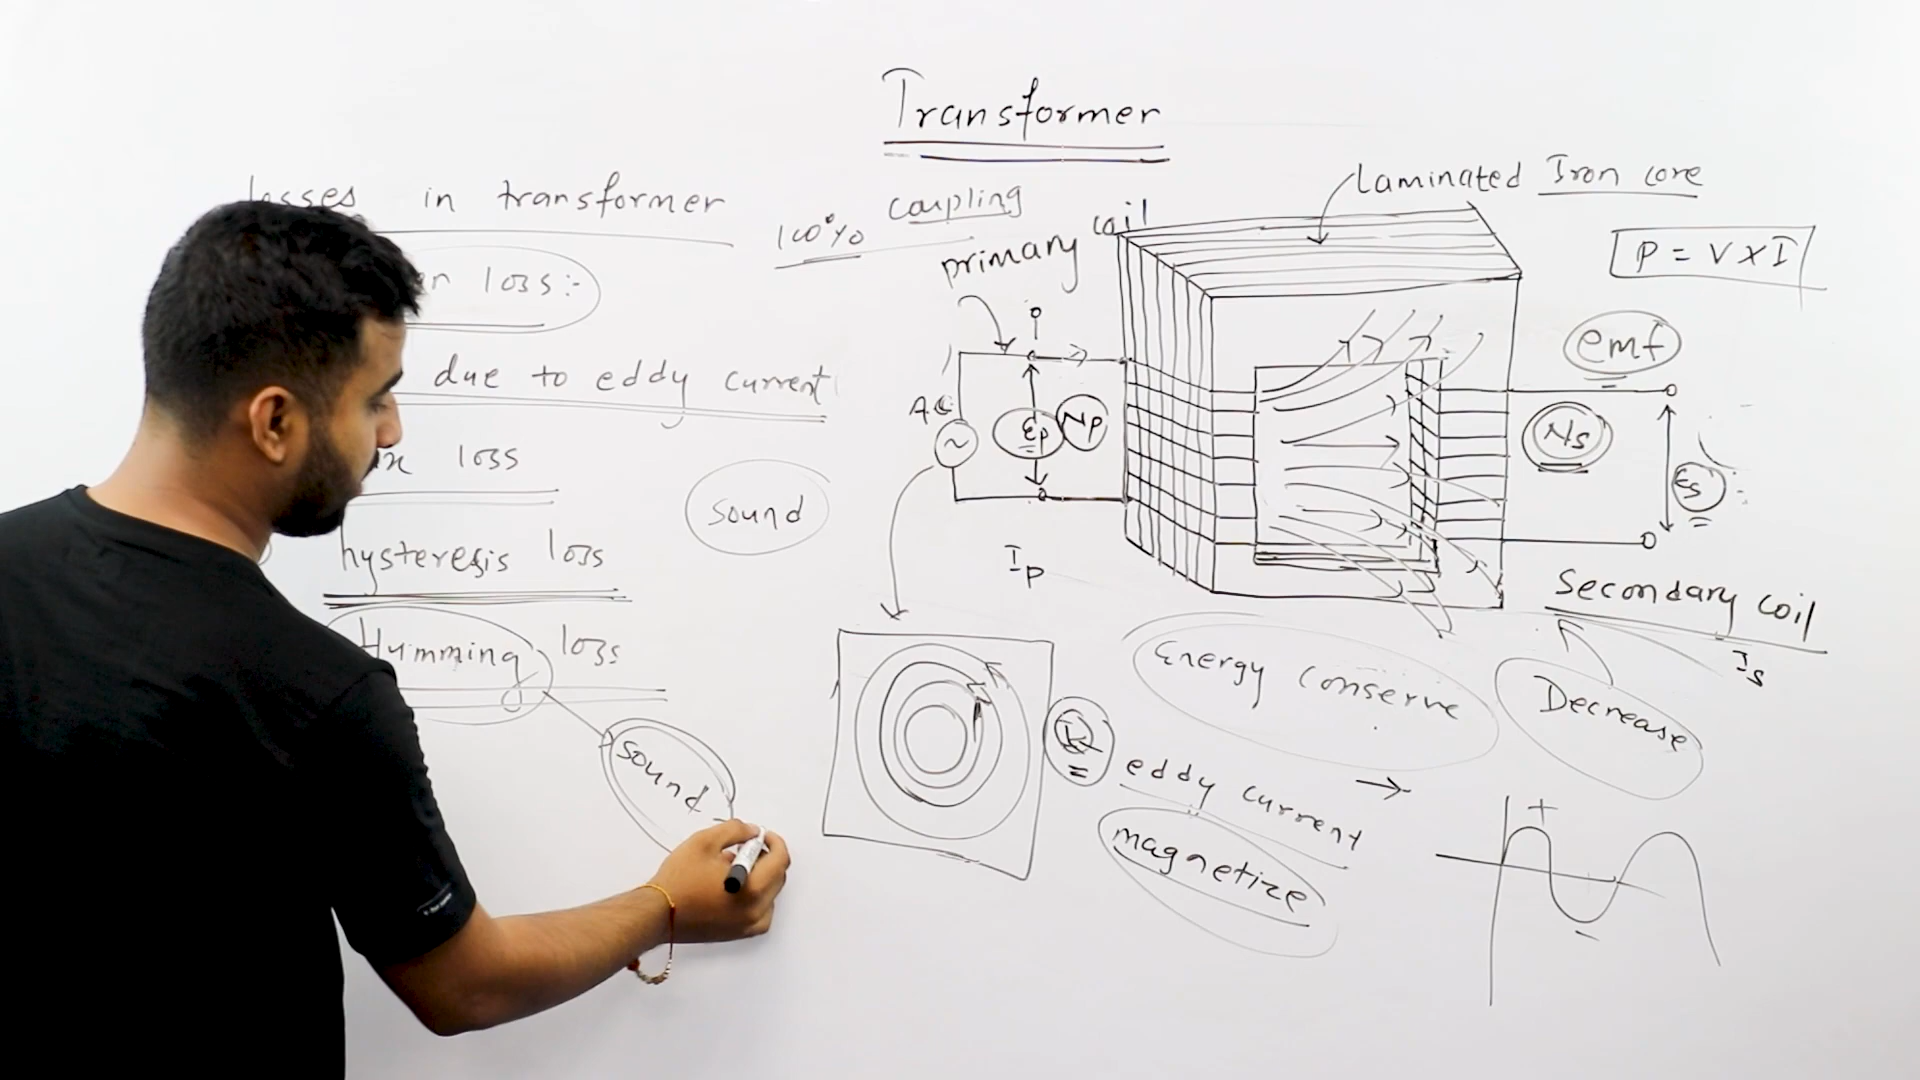 Transformer
losses in transformer
loss:-
due to eddy current
loss
hysteresis loss
Humming loss
sound
sound
100%
coupling
primary coil
Laminated Iron core
P = V X I
emf
AC
~
Ep
Np
Ns
Es
Ip
Secondary coil
Is
Energy conserve
Decrease
eddy current →
magnetize
+
-